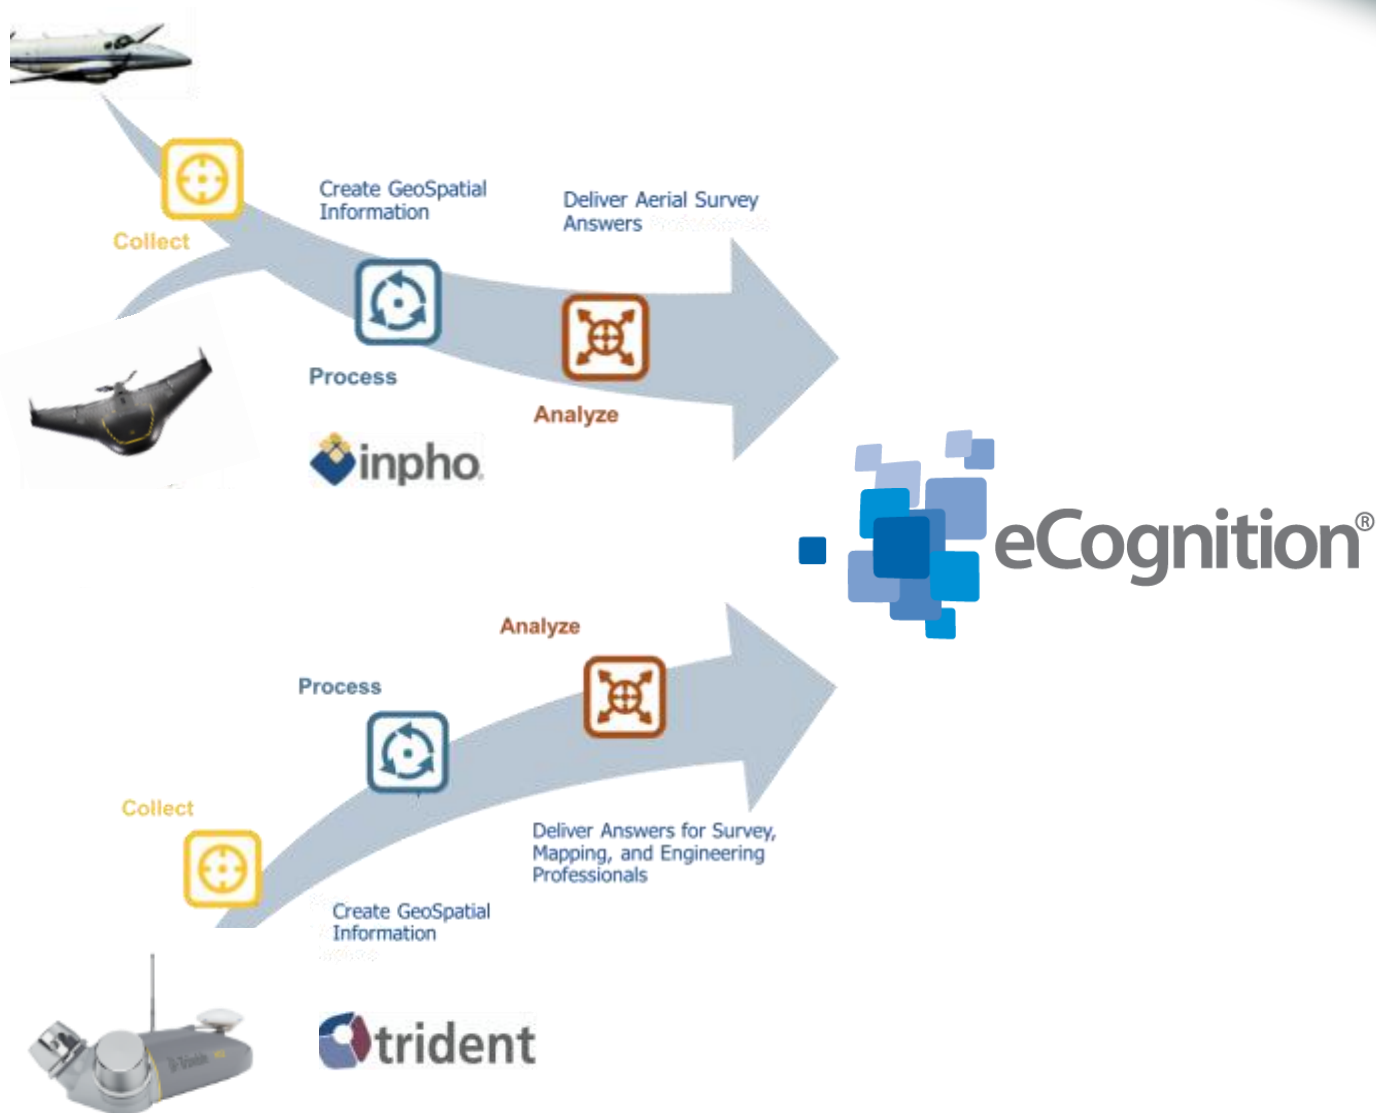 Create GeoSpatial
Information
Deliver Aerial Survey
Answers
Collect
Process
Analyze
inpho
eCognition®
Analyze
Process
Collect
Deliver Answers for Survey,
Mapping, and Engineering
Professionals
Create GeoSpatial
Information
Trimble
trident